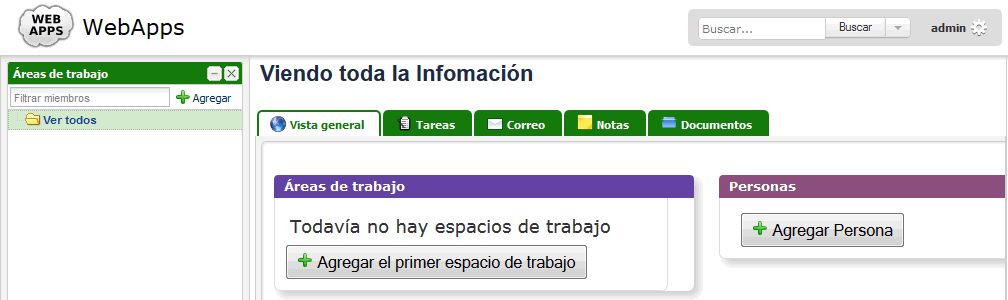 WEB
APPS
WebApps
Buscar...
Buscar
admin
Áreas de trabajo
Filtrar miembros
Agregar
Ver todos
Viendo toda la Infomación
Vista general
Tareas
Correo
Notas
Documentos
Áreas de trabajo
Todavía no hay espacios de trabajo
Agregar el primer espacio de trabajo
Personas
Agregar Persona